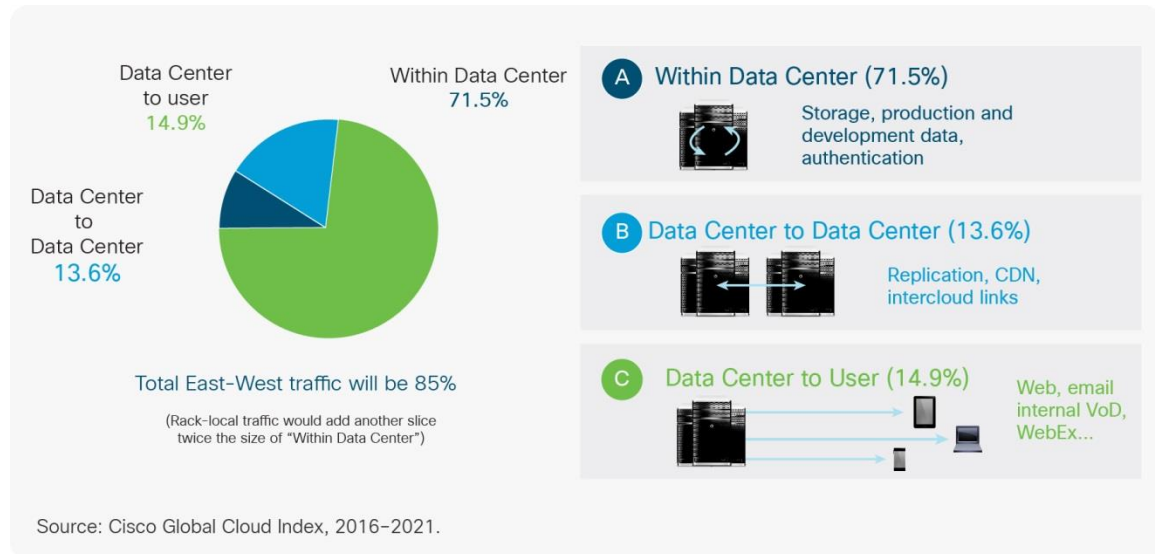 Data Center
to user
14.9%
Within Data Center
71.5%
Data Center
to
Data Center
13.6%
Total East-West traffic will be 85%
(Rack-local traffic would add another slice
twice the size of “Within Data Center”)
A Within Data Center (71.5%)
Storage, production and
development data,
authentication
B Data Center to Data Center (13.6%)
Replication, CDN,
intercloud links
C Data Center to User (14.9%)
Web, email
internal VoD,
WebEx...
Source: Cisco Global Cloud Index, 2016–2021.